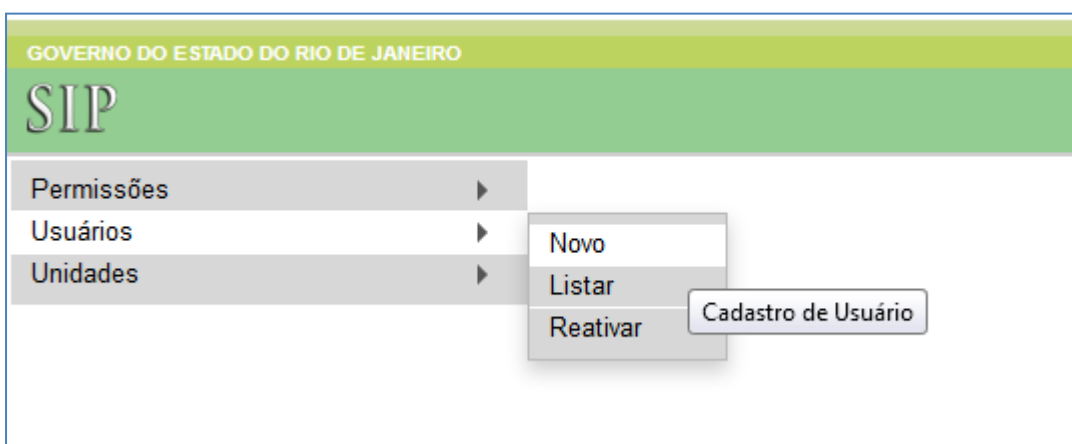 GOVERNO DO ESTADO DO RIO DE JANEIRO
SIP
Permissões
Usuários
Unidades
Novo
Listar
Reativar
Cadastro de Usuário